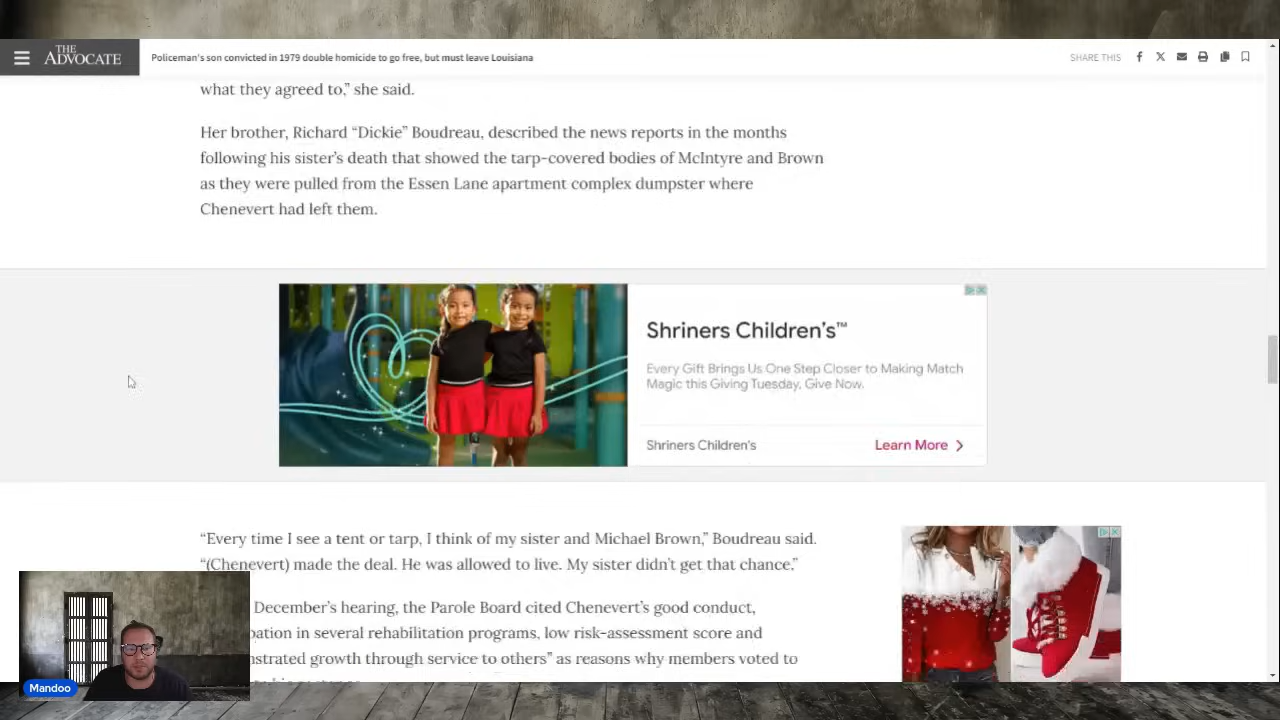 THE
ADVOCATE
Policeman's son convicted in 1979 double homicide to go free, but must leave Louisiana
SHARE THIS
what they agreed to,” she said.
Her brother, Richard “Dickie” Boudreau, described the news reports in the months
following his sister’s death that showed the tarp-covered bodies of McIntyre and Brown
as they were pulled from the Essen Lane apartment complex dumpster where
Chenevert had left them.
Shriners Children’s™
Every Gift Brings Us One Step Closer to Making Match
Magic this Giving Tuesday, Give Now.
Shriners Children's
Learn More
“Every time I see a tent or tarp, I think of my sister and Michael Brown,” Boudreau said.
“(Chenevert) made the deal. He was allowed to live. My sister didn’t get that chance.”
December’s hearing, the Parole Board cited Chenevert’s good conduct,
in several rehabilitation programs, low risk-assessment score and
growth through service to others” as reasons why members voted to
Mandoo